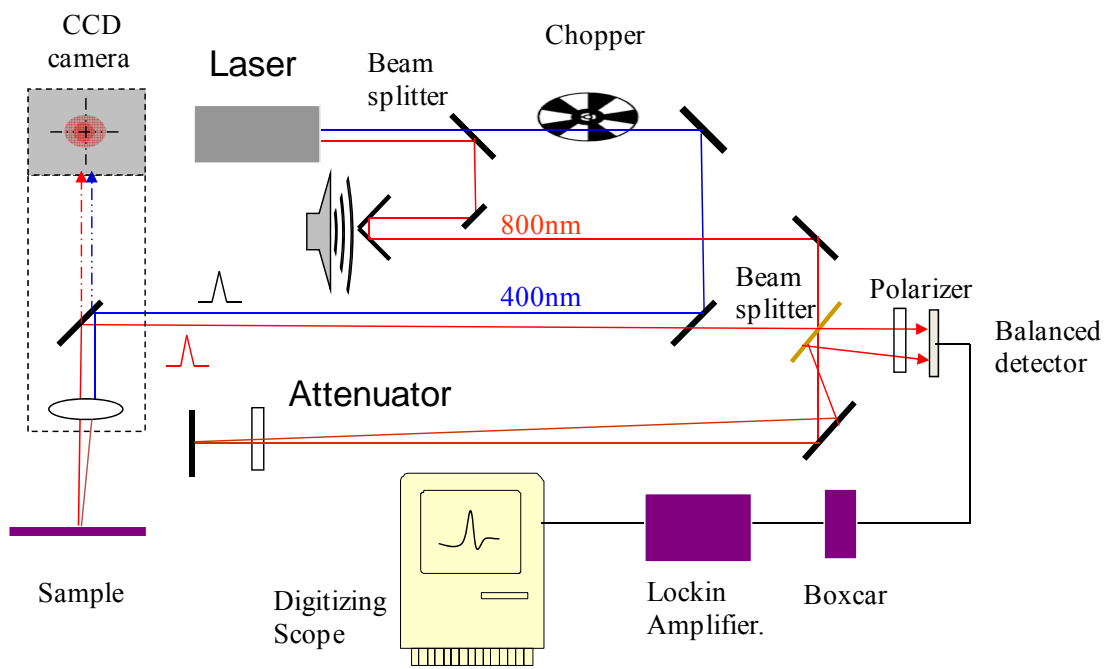 CCD
camera
Laser
Beam
splitter
Chopper
800nm
400nm
Beam
splitter
Polarizer
Balanced
detector
Attenuator
Sample
Digitizing
Scope
Lockin
Amplifier.
Boxcar